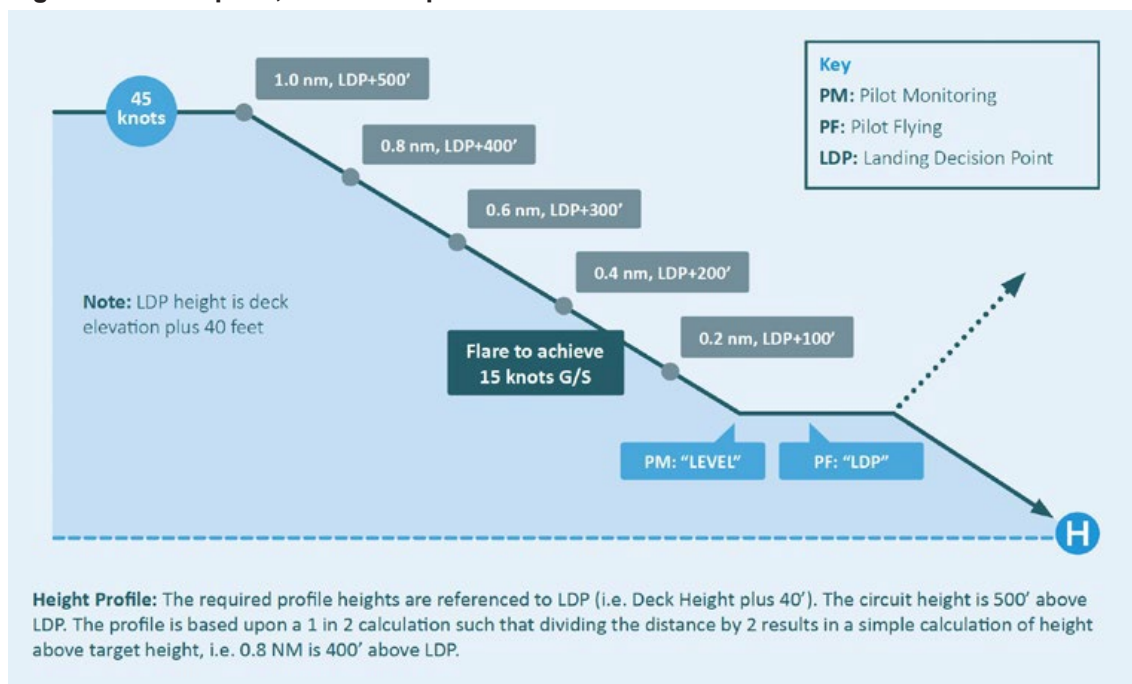 45
knots
1.0 nm, LDP+500'
0.8 nm, LDP+400'
0.6 nm, LDP+300'
0.4 nm, LDP+200'
0.2 nm, LDP+100'
Key
PM: Pilot Monitoring
PF: Pilot Flying
LDP: Landing Decision Point
Note: LDP height is deck
elevation plus 40 feet
Flare to achieve
15 knots G/S
PM: “LEVEL”
PF: “LDP”
H
Height Profile: The required profile heights are referenced to LDP (i.e. Deck Height plus 40'). The circuit height is 500' above
LDP. The profile is based upon a 1 in 2 calculation such that dividing the distance by 2 results in a simple calculation of height
above target height, i.e. 0.8 NM is 400' above LDP.